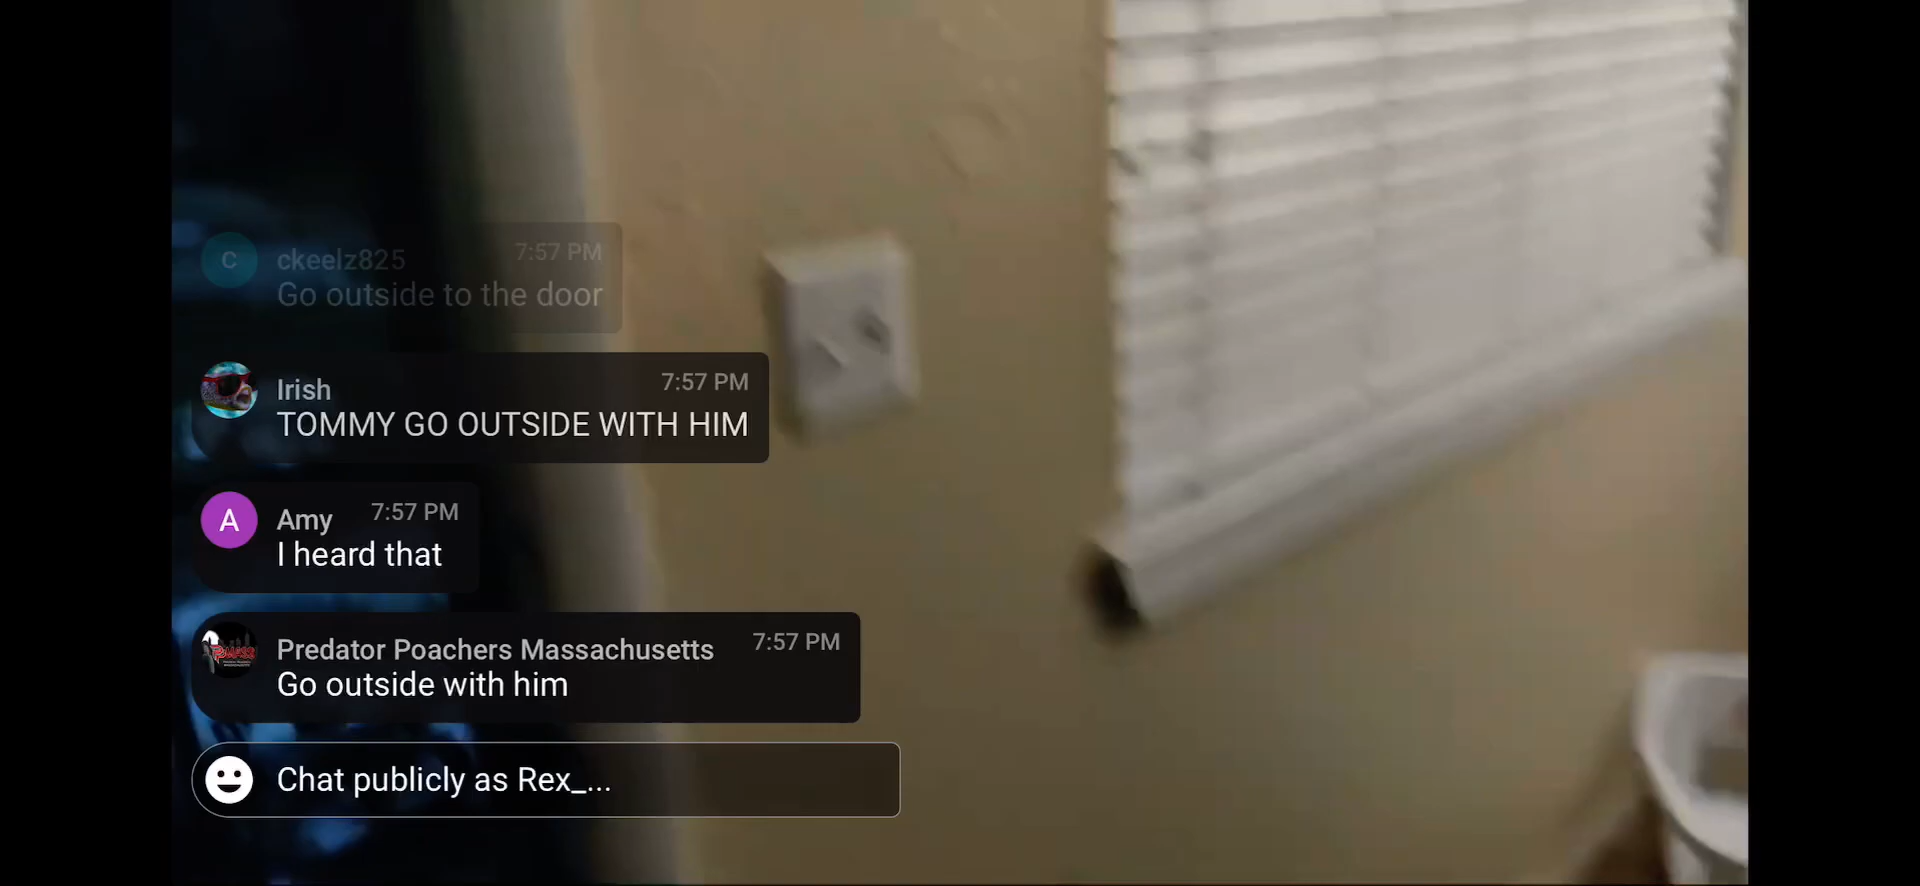 ckeelz825 7:57 PM
Go outside to the door
Irish 7:57 PM
TOMMY GO OUTSIDE WITH HIM
A
Amy 7:57 PM
I heard that
Predator Poachers Massachusetts 7:57 PM
Go outside with him
Chat publicly as Rex_...